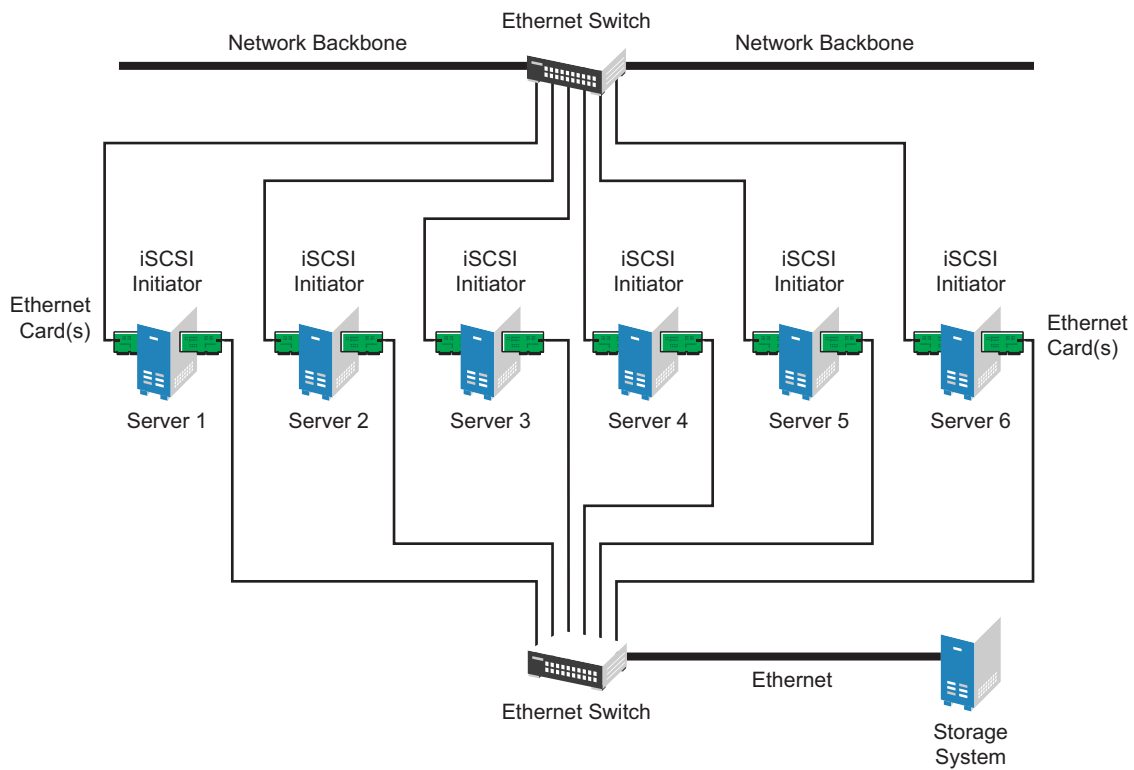 Ethernet Switch
Network Backbone
Network Backbone
iSCSI
Initiator
iSCSI
Initiator
iSCSI
Initiator
iSCSI
Initiator
iSCSI
Initiator
iSCSI
Initiator
Ethernet
Card(s)
Ethernet
Card(s)
Server 1
Server 2
Server 3
Server 4
Server 5
Server 6
Ethernet
Ethernet Switch
Storage
System